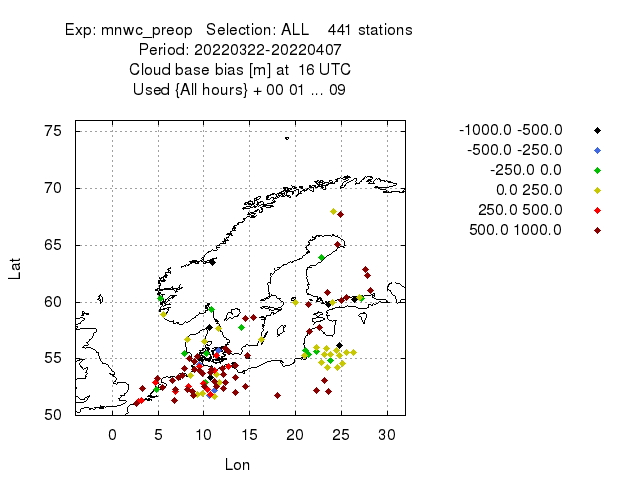 Exp: mnwc_preop Selection: ALL 441 stations
Period: 20220322-20220407
Cloud base bias [m] at 16 UTC
Used {All hours} + 00 01 ... 09
-1000.0 -500.0
-500.0 -250.0
-250.0 0.0
0.0 250.0
250.0 500.0
500.0 1000.0
75
70
65
60
55
50
Lat
0 5 10 15 20 25 30
Lon